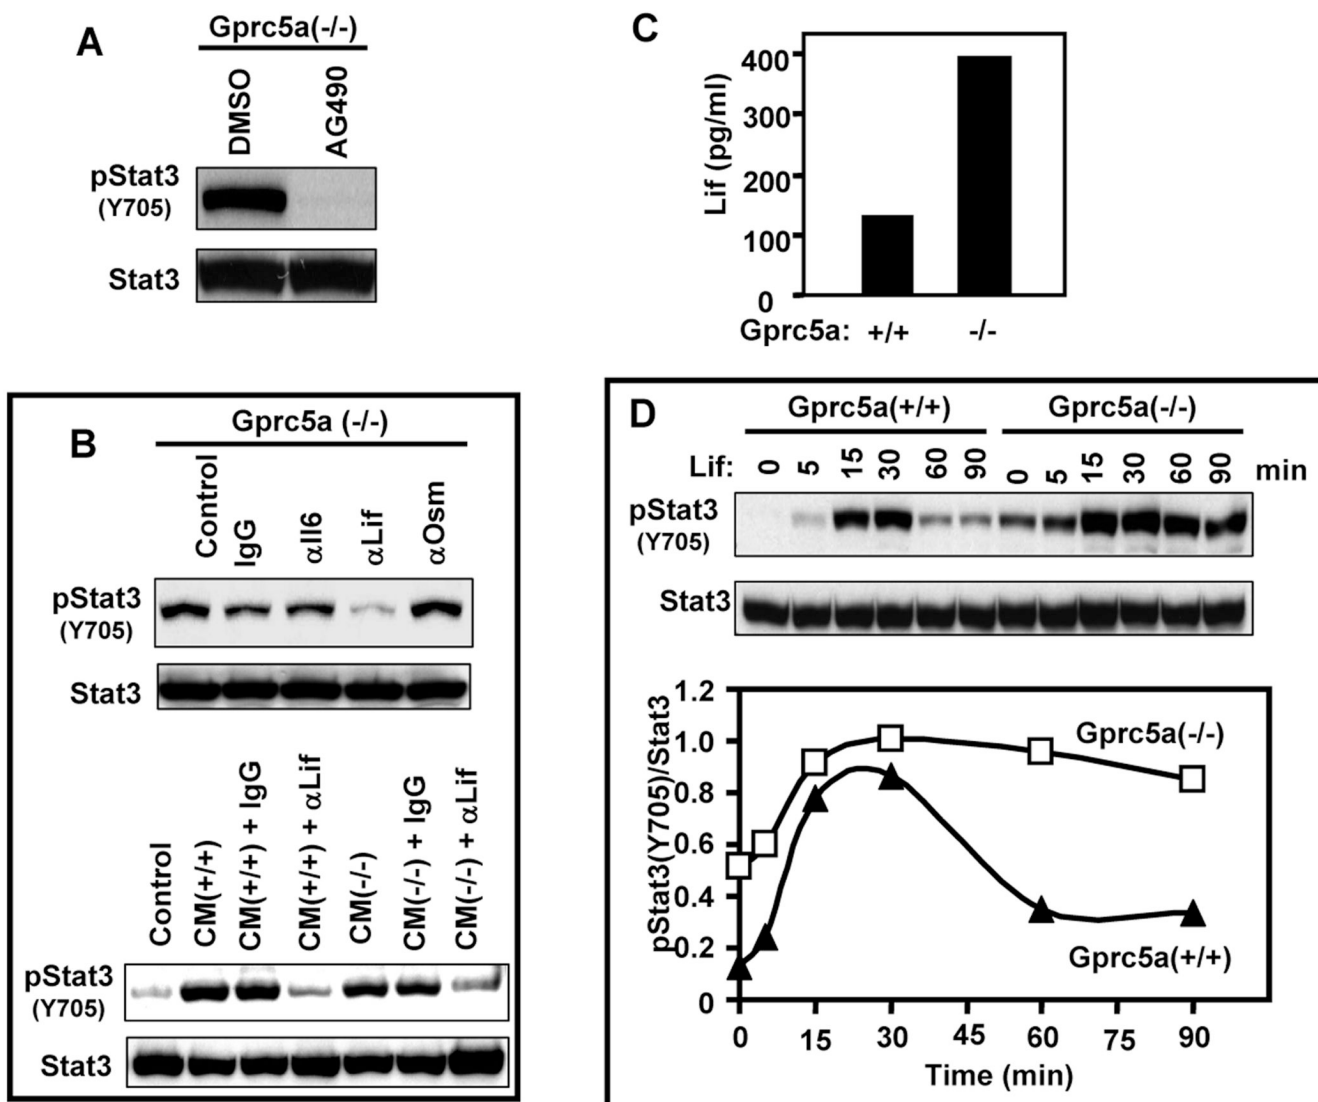 A
Gprc5a(-/-)
DMSO
AG490
pStat3
(Y705)
Stat3
C
400
300
200
100
0
Lif (pg/ml)
Gprc5a: +/+ -/-
B
Gprc5a (-/-)
Control
IgG
αIl6
αLif
αOsm
pStat3
(Y705)
Stat3
Control
CM(+/+)
CM(+/+) + IgG
CM(+/+) + αLif
CM(-/-)
CM(-/-) + IgG
CM(-/-) + αLif
pStat3
(Y705)
Stat3
D
Gprc5a(+/+) Gprc5a(-/-)
Lif: 0 5 15 30 60 90 0 5 15 30 60 90 min
pStat3
(Y705)
Stat3
pStat3(Y705)/Stat3
1.2
1.0
0.8
0.6
0.4
0.2
0
Gprc5a(-/-)
Gprc5a(+/+)
0 15 30 45 60 75 90
Time (min)